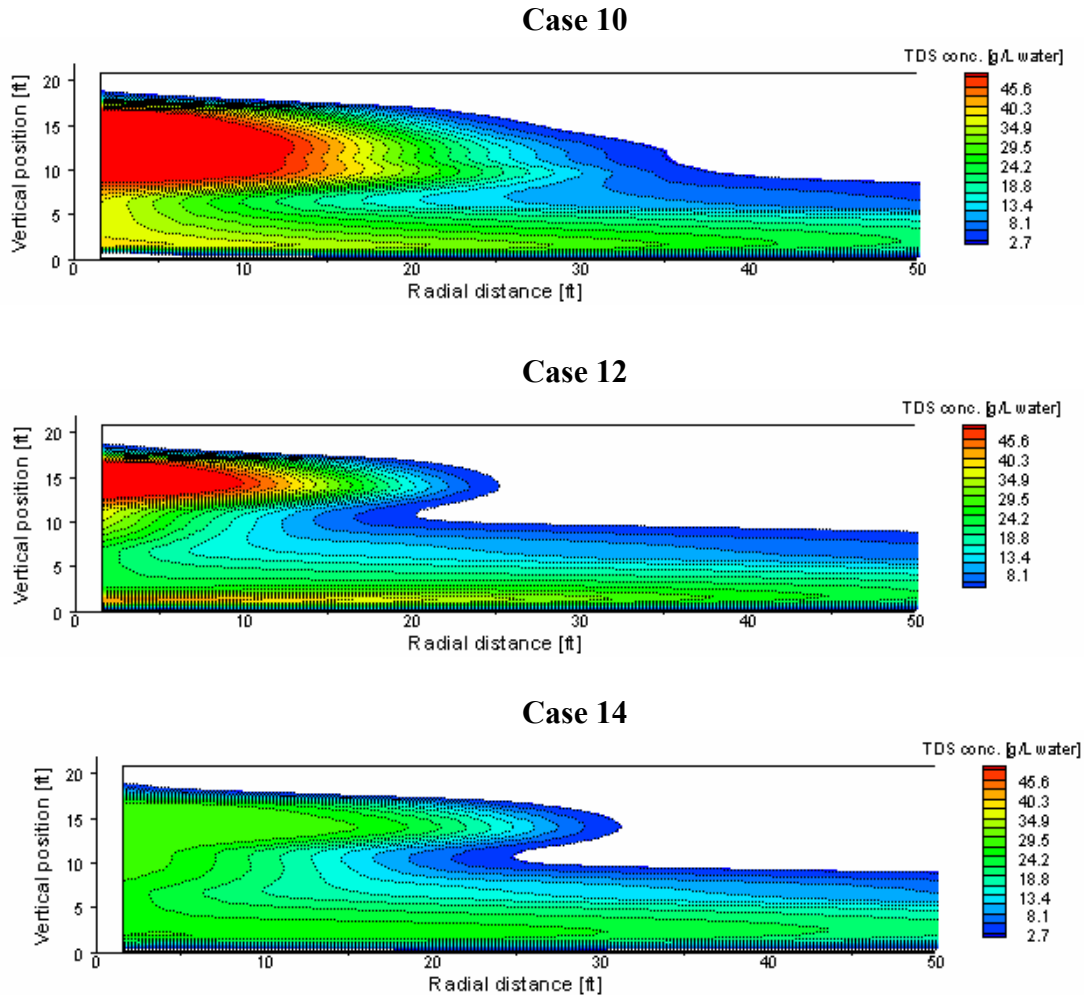 Case 10
TDS conc. [g/L water]
45.6
40.3
34.9
29.5
24.2
18.8
13.4
8.1
2.7
Vertical position [ft]
20
15
10
5
0
0 10 20 30 40 50
Radial distance [ft]
Case 12
TDS conc. [g/L water]
45.6
40.3
34.9
29.5
24.2
18.8
13.4
8.1
Vertical position [ft]
20
15
10
5
0
0 10 20 30 40 50
Radial distance [ft]
Case 14
TDS conc. [g/L water]
45.6
40.3
34.9
29.5
24.2
18.8
13.4
8.1
2.7
Vertical position [ft]
20
15
10
5
0
0 10 20 30 40 50
Radial distance [ft]